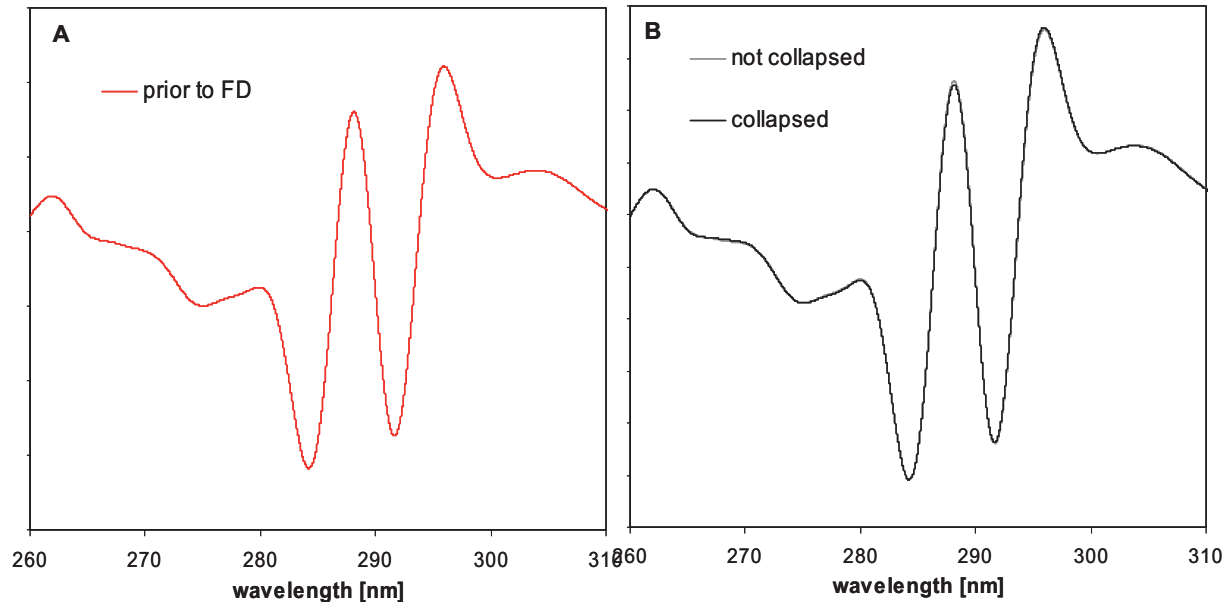 A
prior to FD
260 270 280 290 300 310
wavelength [nm]
B
not collapsed
collapsed
260 270 280 290 300 310
wavelength [nm]